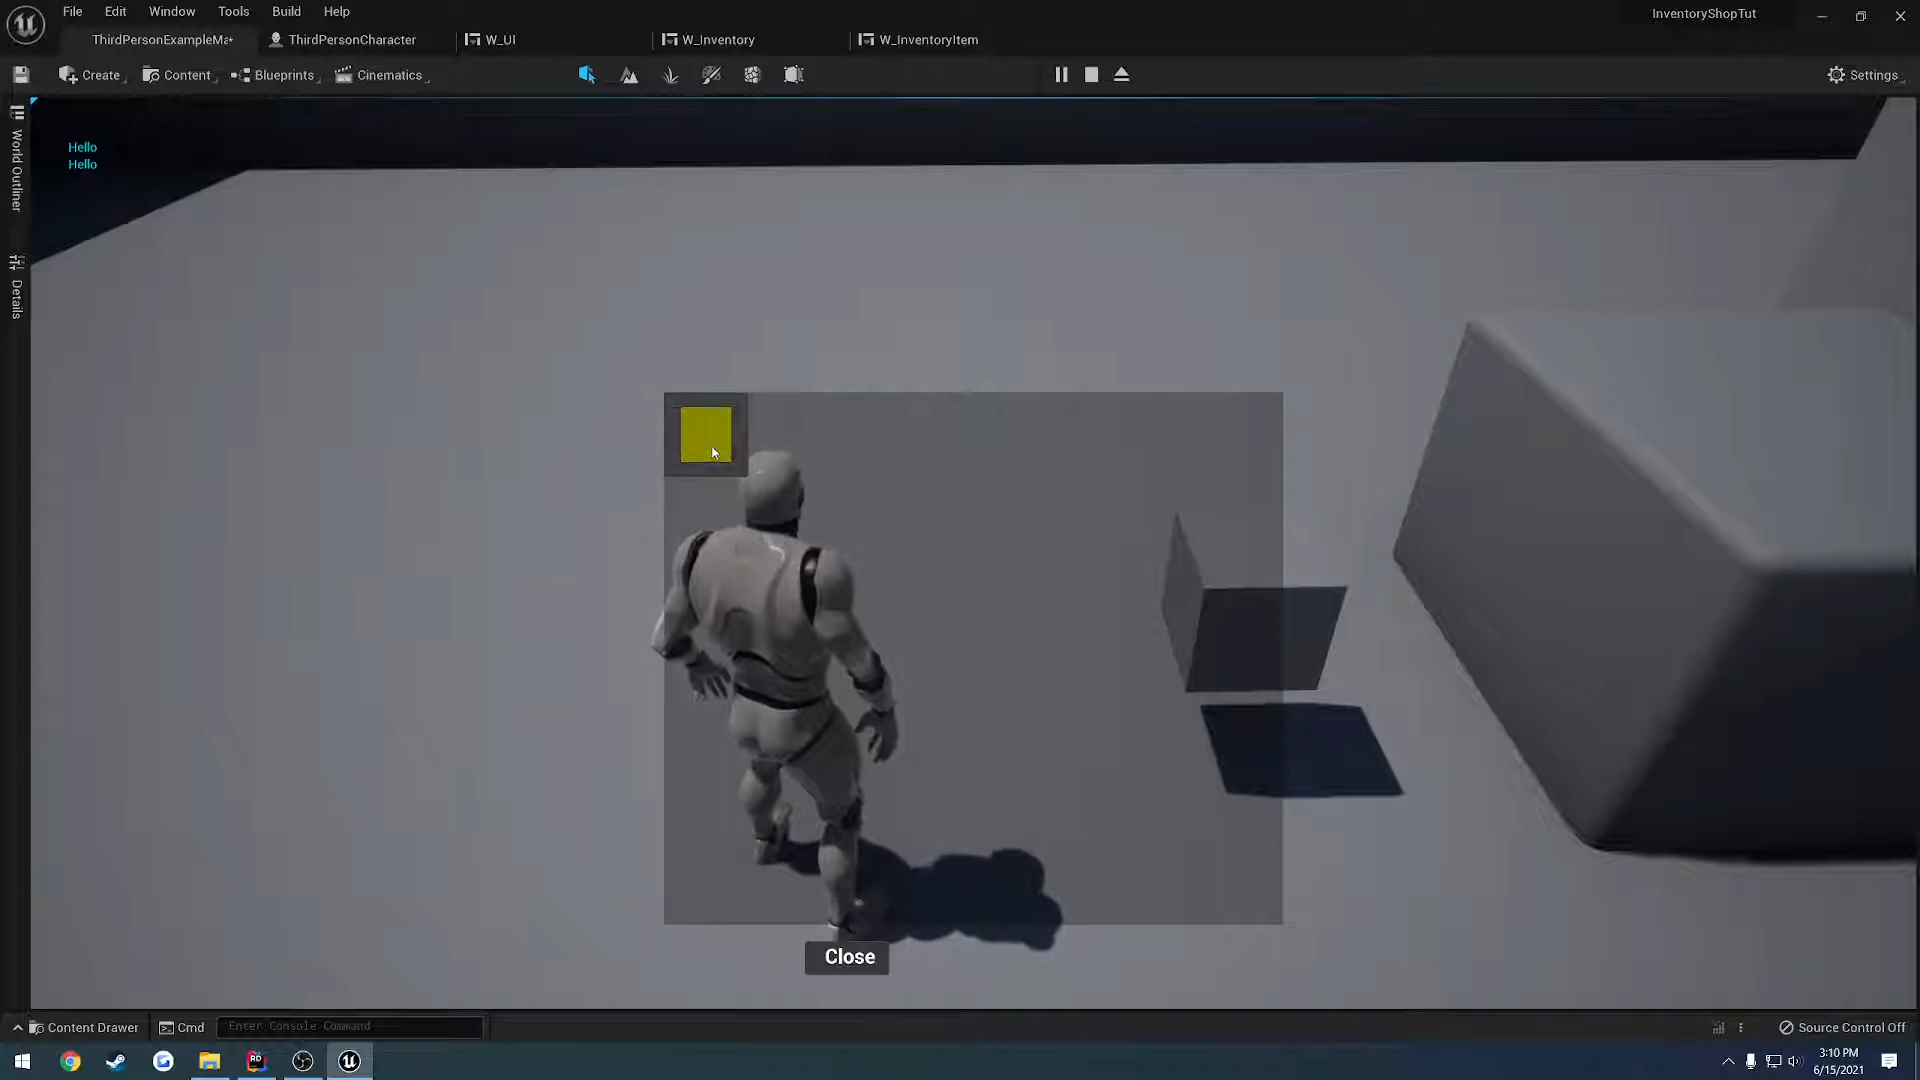 File Edit Window Tools Build Help
InventoryShopTut
ThirdPersonExampleMa*
ThirdPersonCharacter
W_UI
W_Inventory
W_InventoryItem
Create
Content
Blueprints
Cinematics
Settings
World Outliner
Details
Hello
Hello
Close
Content Drawer
Cmd
Enter Console Command
Source Control Off
RD
3:10 PM
6/15/2021